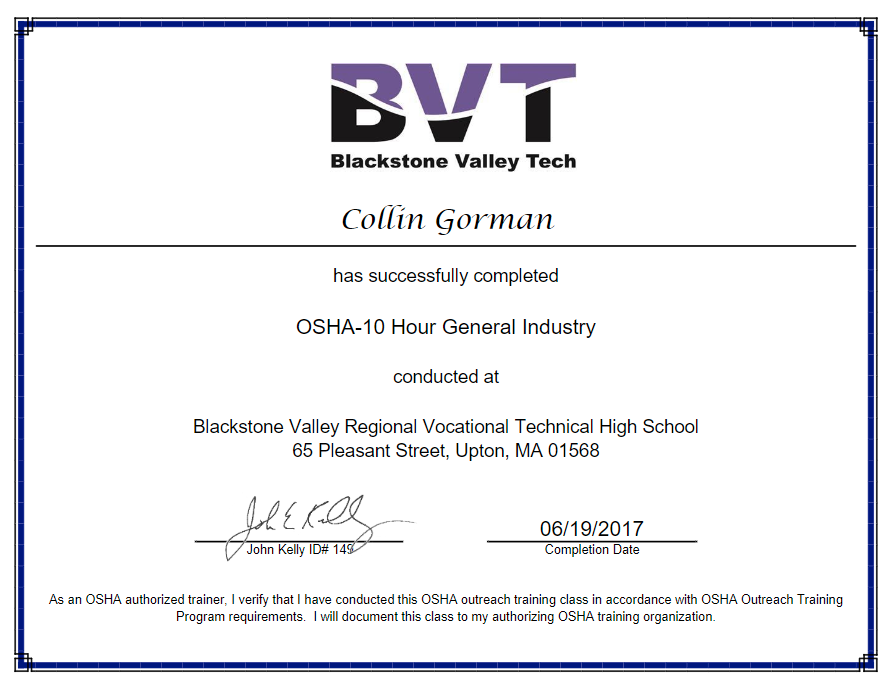 BVT
Blackstone Valley Tech
Collin Gorman
has successfully completed
OSHA-10 Hour General Industry
conducted at
Blackstone Valley Regional Vocational Technical High School
65 Pleasant Street, Upton, MA 01568
John E Kelly
06/19/2017
John Kelly ID# 149
Completion Date
As an OSHA authorized trainer, I verify that I have conducted this OSHA outreach training class in accordance with OSHA Outreach Training
Program requirements.  I will document this class to my authorizing OSHA training organization.